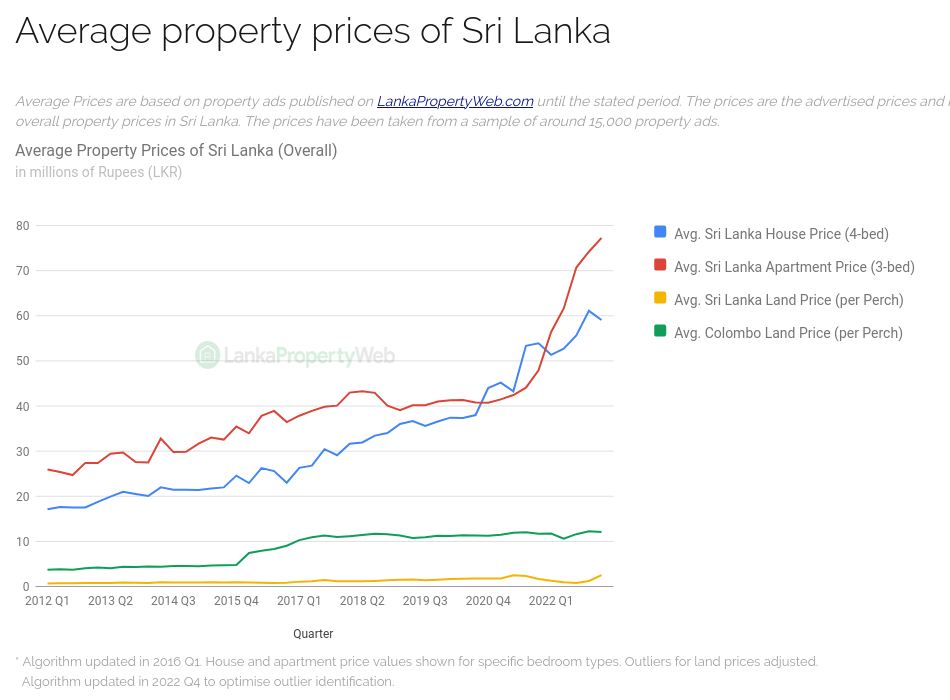 Average property prices of Sri Lanka
Average Prices are based on property ads published on LankaPropertyWeb.com until the stated period. The prices are the advertised prices and
overall property prices in Sri Lanka. The prices have been taken from a sample of around 15,000 property ads.
Average Property Prices of Sri Lanka (Overall)
in millions of Rupees (LKR)
80
70
60
50
40
30
20
10
0
LankaPropertyWeb
2012 Q1 2013 Q2 2014 Q3 2015 Q4 2017 Q1 2018 Q2 2019 Q3 2020 Q4 2022 Q1
Quarter
Avg. Sri Lanka House Price (4-bed)
Avg. Sri Lanka Apartment Price (3-bed)
Avg. Sri Lanka Land Price (per Perch)
Avg. Colombo Land Price (per Perch)
* Algorithm updated in 2016 Q1. House and apartment price values shown for specific bedroom types. Outliers for land prices adjusted.
Algorithm updated in 2022 Q4 to optimise outlier identification.